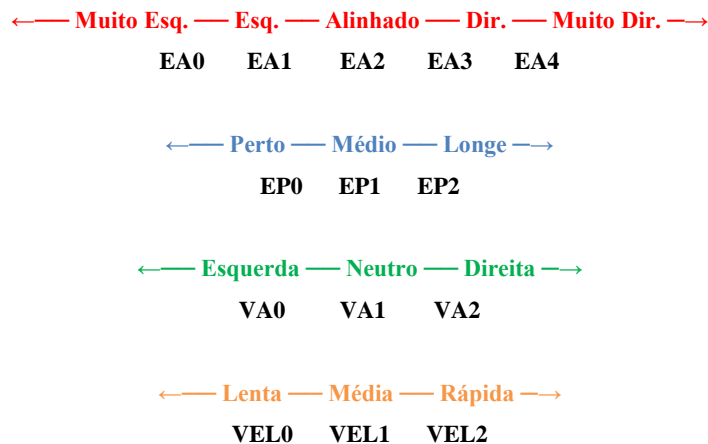 ←── Muito Esq. ── Esq. ── Alinhado ── Dir. ── Muito Dir. ─→
EA0 EA1 EA2 EA3 EA4
←── Perto ── Médio ── Longe ─→
EP0 EP1 EP2
←── Esquerda ── Neutro ── Direita ─→
VA0 VA1 VA2
←── Lenta ── Média ── Rápida ─→
VEL0 VEL1 VEL2